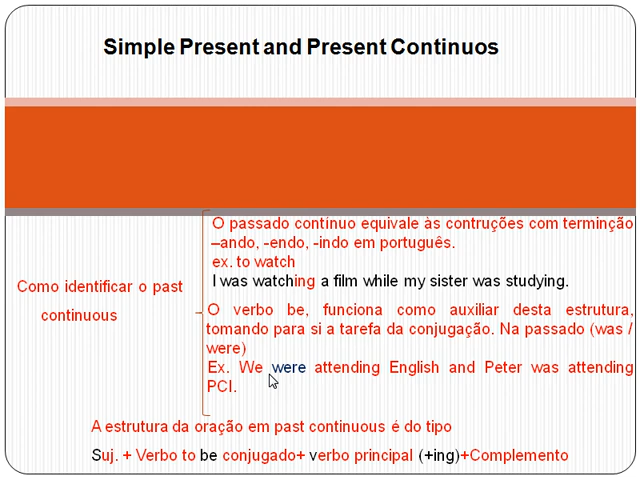 Simple Present and Present Continuos
O passado contínuo equivale às contruções com terminção
–ando, -endo, -indo em português.
ex. to watch
I was watching a film while my sister was studying.
Como identificar o past
continuous
O verbo be, funciona como auxiliar desta estrutura,
tomando para si a tarefa da conjugação. Na passado (was /
were)
Ex. We were attending English and Peter was attending
PCI.
A estrutura da oração em past continuous é do tipo
Suj. + Verbo to be conjugado+ verbo principal (+ing)+Complemento